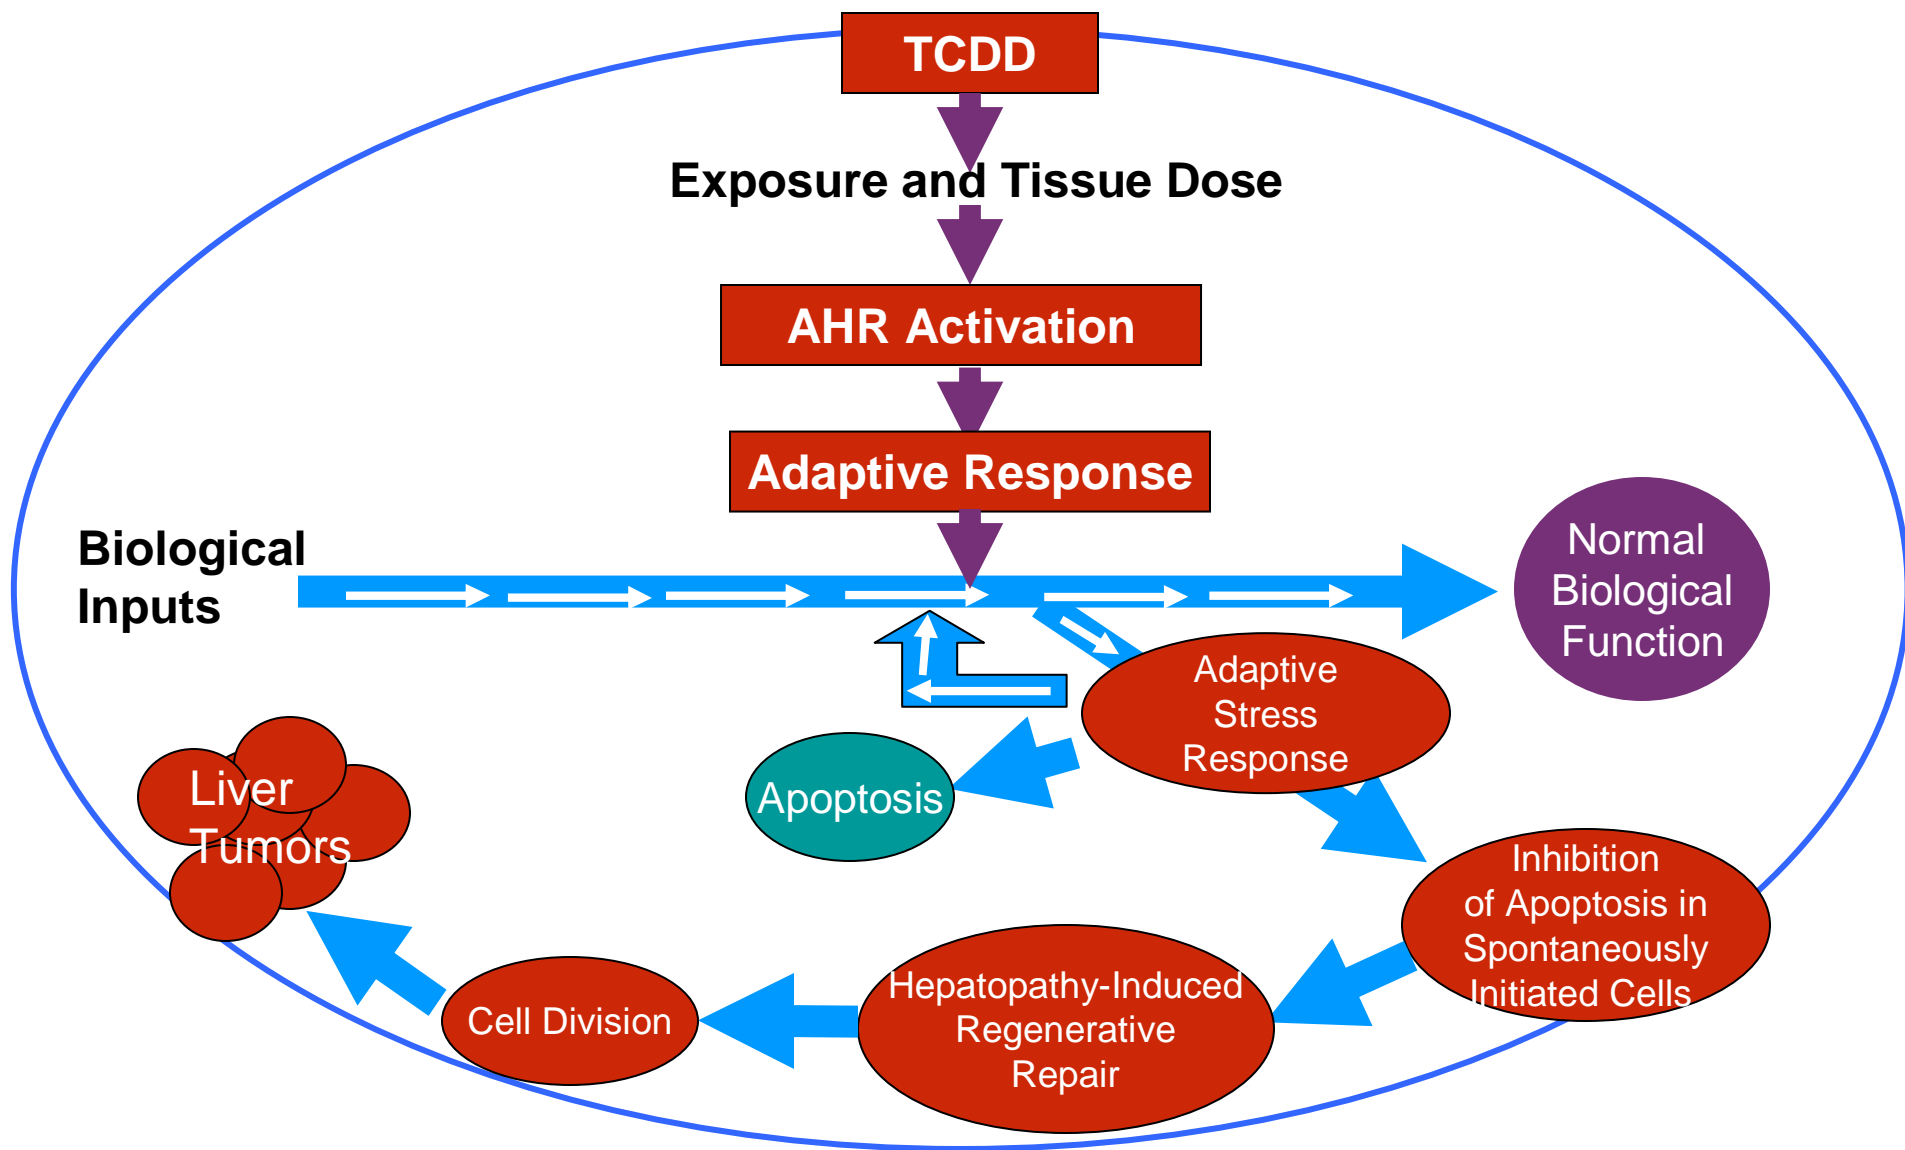 TCDD
Exposure and Tissue Dose
AHR Activation
Adaptive Response
Biological
Inputs
Normal
Biological
Function
Adaptive
Stress
Response
Apoptosis
Liver
Tumors
Inhibition
of Apoptosis in
Spontaneously
Initiated Cells
Hepatopathy-Induced
Regenerative
Repair
Cell Division